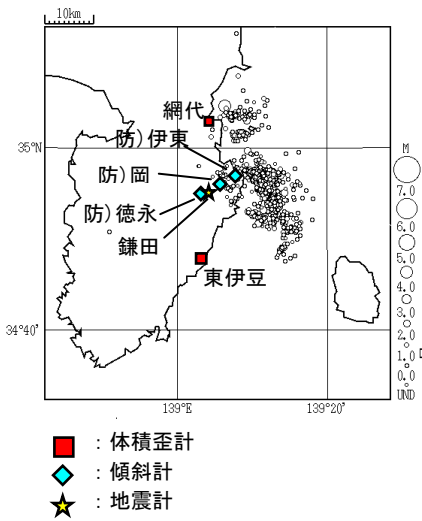 10km
網代
防）伊東
35°N
防）岡
防）徳永
鎌田
東伊豆
34°40'
139°E
139°20'
M
7.0
6.0
5.0
4.0
3.0
2.0
1.0
0.0
UND
：体積歪計
：傾斜計
：地震計